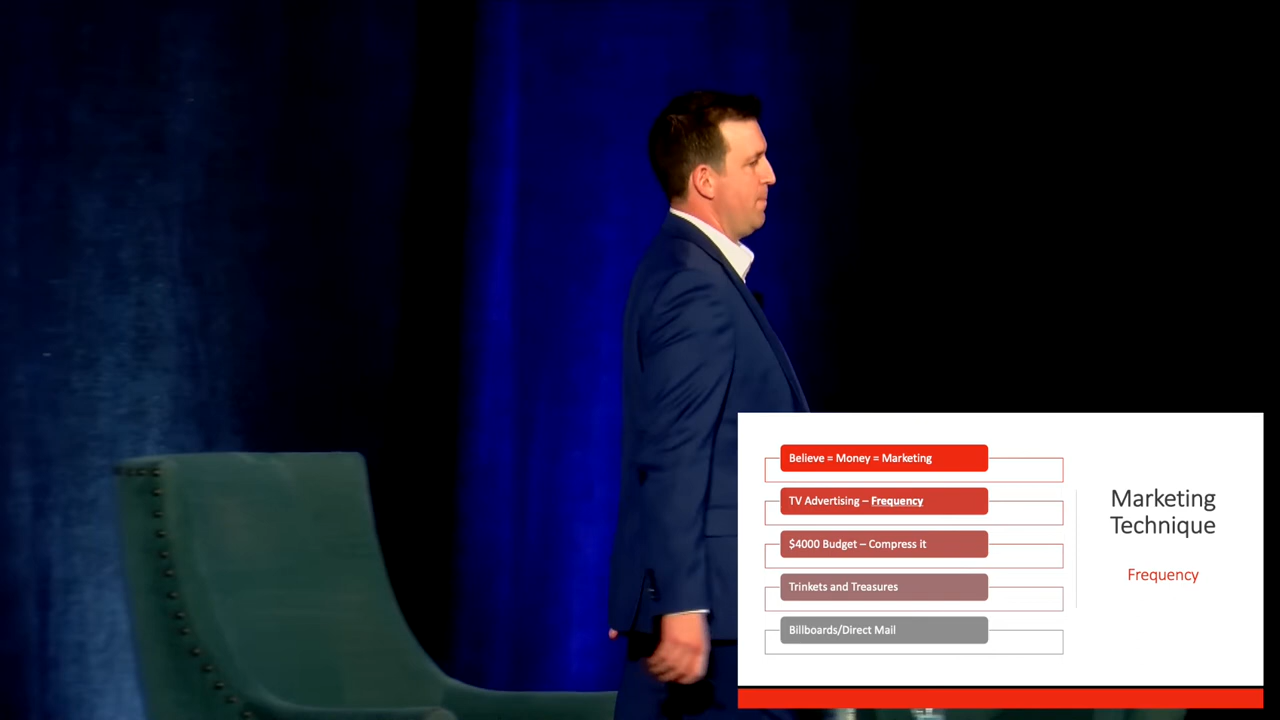 Believe = Money = Marketing
TV Advertising – Frequency
$4000 Budget – Compress it
Trinkets and Treasures
Billboards/Direct Mail
Marketing
Technique
Frequency